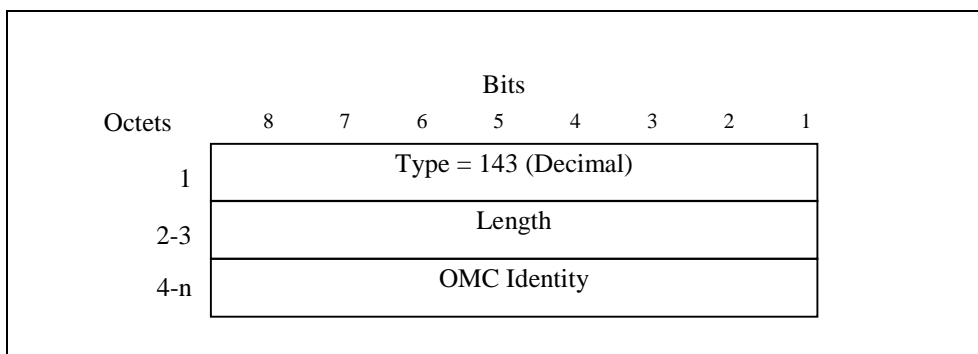 Bits
Octets 8 7 6 5 4 3 2 1
1 Type = 143 (Decimal)
2-3 Length
4-n OMC Identity